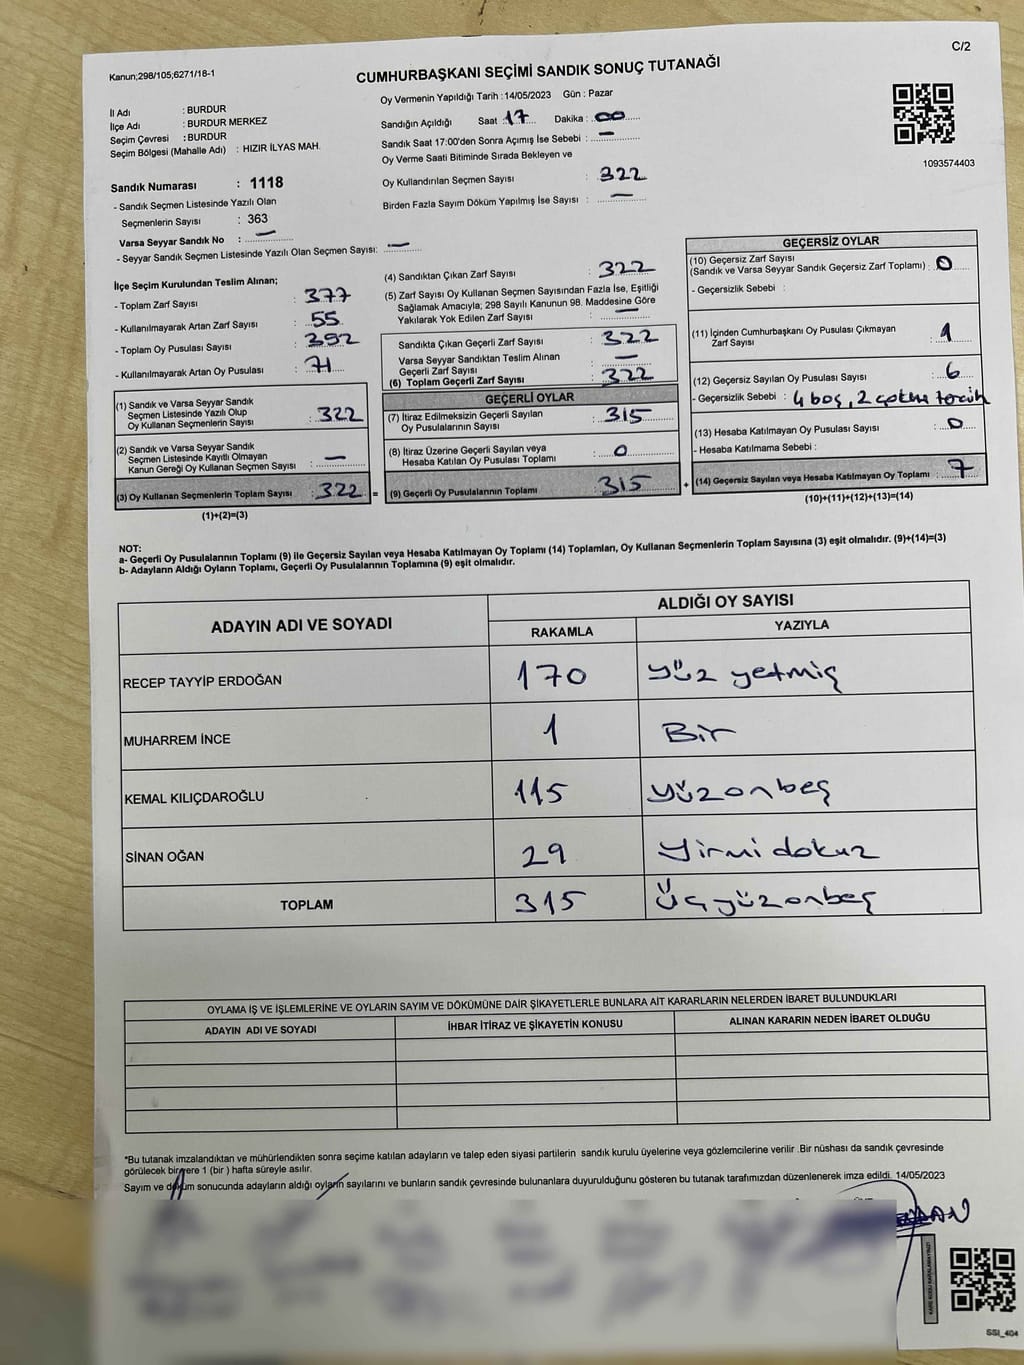 C/2
Kanun;298/105;6271/18-1
CUMHURBAŞKANI SEÇİMİ SANDIK SONUÇ TUTANAĞI
Oy Vermenin Yapıldığı Tarih :14/05/2023 Gün : Pazar
İl Adı : BURDUR
İlçe Adı : BURDUR MERKEZ
Seçim Çevresi : BURDUR
Seçim Bölgesi (Mahalle Adı) : HIZIR İLYAS MAH.
Sandığın Açıldığı Saat :17 Dakika :00
Sandık Saat 17:00'den Sonra Açımış İse Sebebi : —
Oy Verme Saati Bitiminde Sırada Bekleyen ve
Oy Kullandırılan Seçmen Sayısı : 322
Birden Fazla Sayım Döküm Yapılmış İse Sayısı : —
1093574403
Sandık Numarası : 1118
- Sandık Seçmen Listesinde Yazılı Olan
Seçmenlerin Sayısı : 363
Varsa Seyyar Sandık No : —
- Seyyar Sandık Seçmen Listesinde Yazılı Olan Seçmen Sayısı: —
İlçe Seçim Kurulundan Teslim Alınan;
- Toplam Zarf Sayısı : 377
- Kullanılmayarak Artan Zarf Sayısı : 55
- Toplam Oy Pusulası Sayısı : 392
- Kullanılmayarak Artan Oy Pusulası : 71
(1) Sandık ve Varsa Seyyar Sandık
Seçmen Listesinde Yazılı Olup
Oy Kullanan Seçmenlerin Sayısı : 322
(2) Sandık ve Varsa Seyyar Sandık
Seçmen Listesinde Kayıtlı Olmayan
Kanun Gereği Oy Kullanan Seçmen Sayısı : —
(3) Oy Kullanan Seçmenlerin Toplam Sayısı : 322 =
(1)+(2)=(3)
(4) Sandıktan Çıkan Zarf Sayısı : 322
(5) Zarf Sayısı Oy Kullanan Seçmen Sayısından Fazla İse, Eşitliği
Sağlamak Amacıyla; 298 Sayılı Kanunun 98. Maddesine Göre
Yakılarak Yok Edilen Zarf Sayısı : —
Sandıkta Çıkan Geçerli Zarf Sayısı : 322
Varsa Seyyar Sandıktan Teslim Alınan
Geçerli Zarf Sayısı : —
(6) Toplam Geçerli Zarf Sayısı : 322
GEÇERLİ OYLAR
(7) İtiraz Edilmeksizin Geçerli Sayılan
Oy Pusulalarının Sayısı : 315
(8) İtiraz Üzerine Geçerli Sayılan veya
Hesaba Katılan Oy Pusulası Toplamı : 0
(9) Geçerli Oy Pusulalarının Toplamı : 315 +
GEÇERSİZ OYLAR
(10) Geçersiz Zarf Sayısı
(Sandık ve Varsa Seyyar Sandık Geçersiz Zarf Toplamı) : 0
- Geçersizlik Sebebi :
(11) İçinden Cumhurbaşkanı Oy Pusulası Çıkmayan
Zarf Sayısı : 1
(12) Geçersiz Sayılan Oy Pusulası Sayısı : 6
- Geçersizlik Sebebi : 4 boş, 2 çoklu tercih
(13) Hesaba Katılmayan Oy Pusulası Sayısı : 0
- Hesaba Katılmama Sebebi :
(14) Geçersiz Sayılan veya Hesaba Katılmayan Oy Toplamı : 7
(10)+(11)+(12)+(13)=(14)
NOT:
a- Geçerli Oy Pusulalarının Toplamı (9) ile Geçersiz Sayılan veya Hesaba Katılmayan Oy Toplamı (14) Toplamları, Oy Kullanan Seçmenlerin Toplam Sayısına (3) eşit olmalıdır. (9)+(14)=(3)
b- Adayların Aldığı Oyların Toplamı, Geçerli Oy Pusulalarının Toplamına (9) eşit olmalıdır.
ADAYIN ADI VE SOYADI ALDIĞI OY SAYISI
RAKAMLA YAZIYLA
RECEP TAYYİP ERDOĞAN 170 Yüz yetmiş
MUHARREM İNCE 1 Bir
KEMAL KILIÇDAROĞLU 115 yüzonbeş
SİNAN OĞAN 29 Yirmi dokuz
TOPLAM 315 Üçyüzonbeş
OYLAMA İŞ VE İŞLEMLERİNE VE OYLARIN SAYIM VE DÖKÜMÜNE DAİR ŞİKAYETLERLE BUNLARA AİT KARARLARIN NELERDEN İBARET BULUNDUKLARI
ADAYIN ADI VE SOYADI İHBAR İTİRAZ VE ŞİKAYETİN KONUSU ALINAN KARARIN NEDEN İBARET OLDUĞU
*Bu tutanak imzalandıktan ve mühürlendikten sonra seçime katılan adayların ve talep eden siyasi partilerin sandık kurulu üyelerine veya gözlemcilerine verilir .Bir nüshası da sandık çevresinde
görülecek bir yere 1 (bir ) hafta süreyle asılır.
Sayım ve döküm sonucunda adayların aldığı oyların sayılarını ve bunların sandık çevresinde bulunanlara duyurulduğunu gösteren bu tutanak tarafımızdan düzenlenerek imza edildi. 14/05/2023
KARE KODU KARALAMAYINIZ!
SSI_404